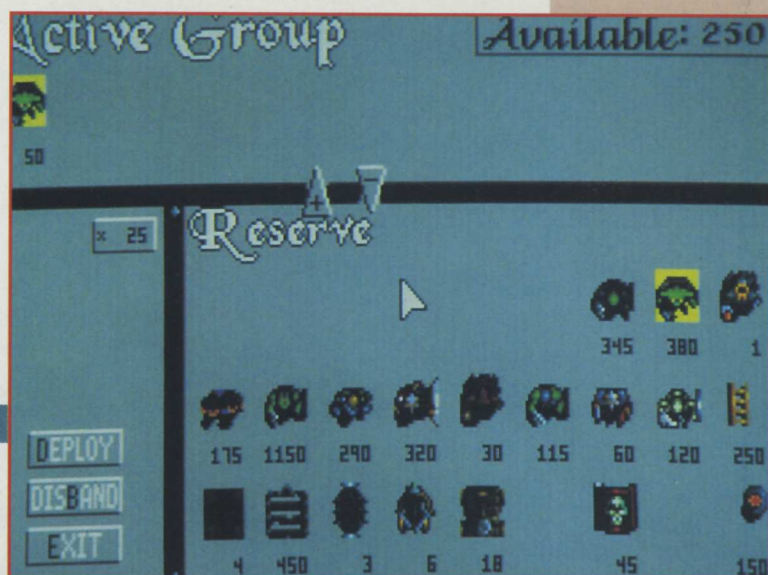 Active Group
Available: 250
50
+ -
x 25
Reserve
345 380 1
175 1150 290 320 30 115 60 120 250
DEPLOY
DISBAND
EXIT
4 450 3 6 18 45 150